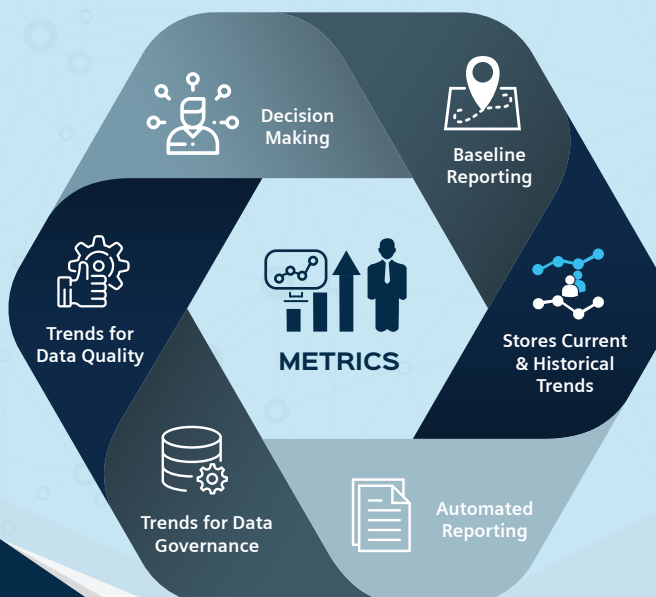 Decision
Making
Baseline
Reporting
Trends for
Data Quality
METRICS
Stores Current
& Historical
Trends
Trends for Data
Governance
Automated
Reporting